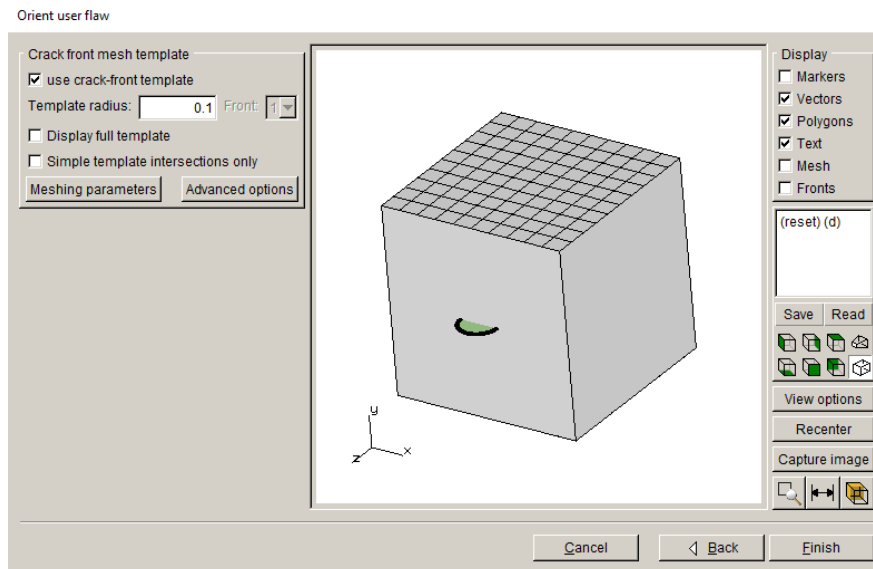 Orient user flaw
Crack front mesh template
use crack-front template
Template radius: 0.1 Front: 1
Display full template
Simple template intersections only
Meshing parameters Advanced options
y
x
z
Display
Markers
Vectors
Polygons
Text
Mesh
Fronts
(reset) (d)
Save Read
View options
Recenter
Capture image
Cancel Back Finish